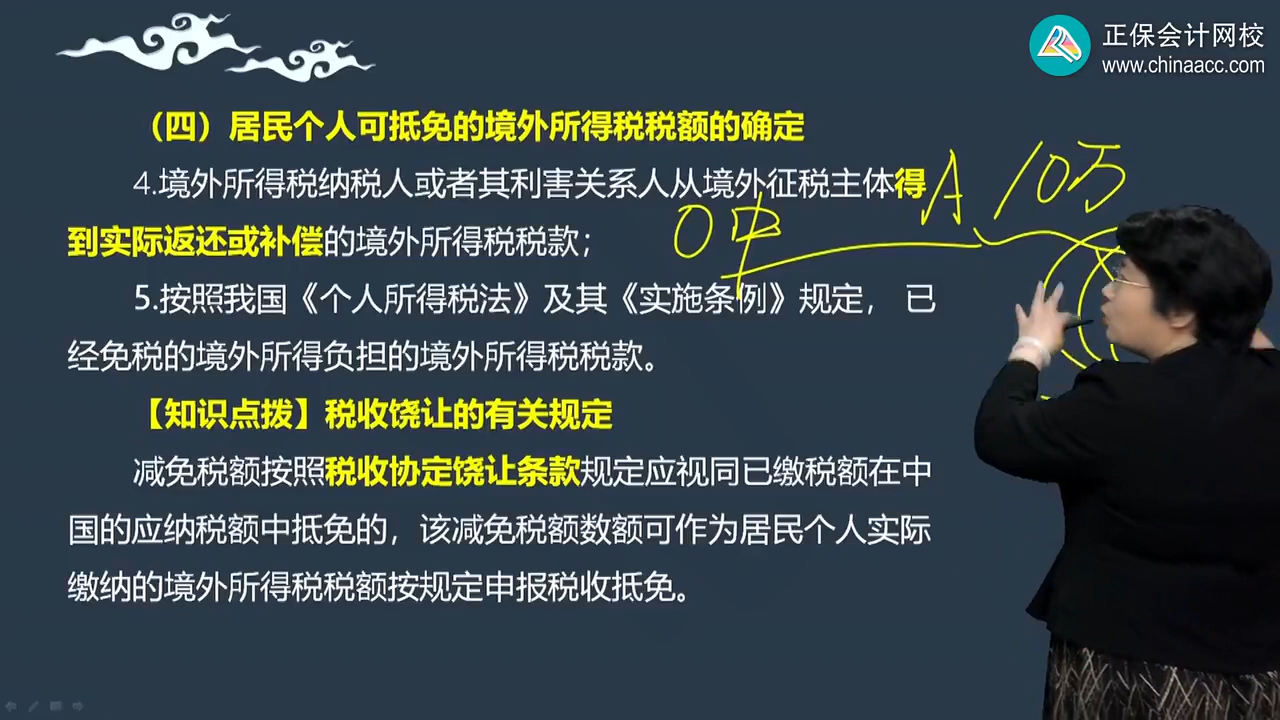 正保会计网校
www.chinaacc.com
（四）居民个人可抵免的境外所得税税额的确定
4.境外所得税纳税人或者其利害关系人从境外征税主体得
到实际返还或补偿的境外所得税税款；
5.按照我国《个人所得税法》及其《实施条例》规定， 已
经免税的境外所得负担的境外所得税税款。
【知识点拨】税收饶让的有关规定
减免税额按照税收协定饶让条款规定应视同已缴税额在中
国的应纳税额中抵免的，该减免税额数额可作为居民个人实际
缴纳的境外所得税税额按规定申报税收抵免。
A 10万
0 中